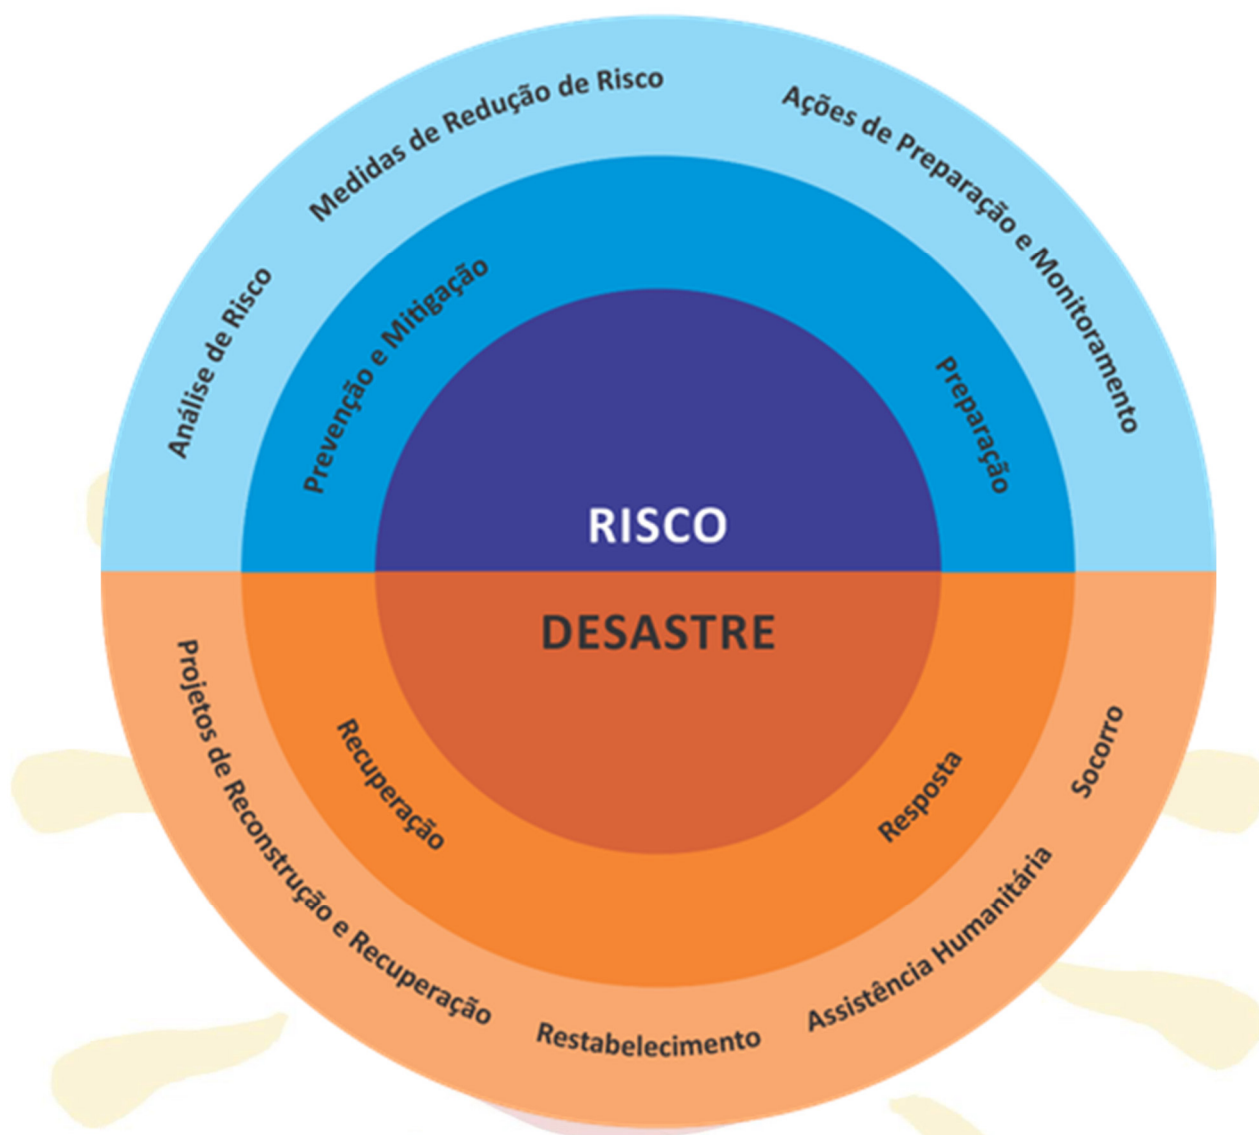 Medidas de Redução de Risco
Ações de Preparação e Monitoramento
Análise de Risco
Prevenção e Mitigação
Preparação
RISCO
DESASTRE
Recuperação
Resposta
Socorro
Projetos de Reconstrução e Recuperação
Restabelecimento
Assistência Humanitária